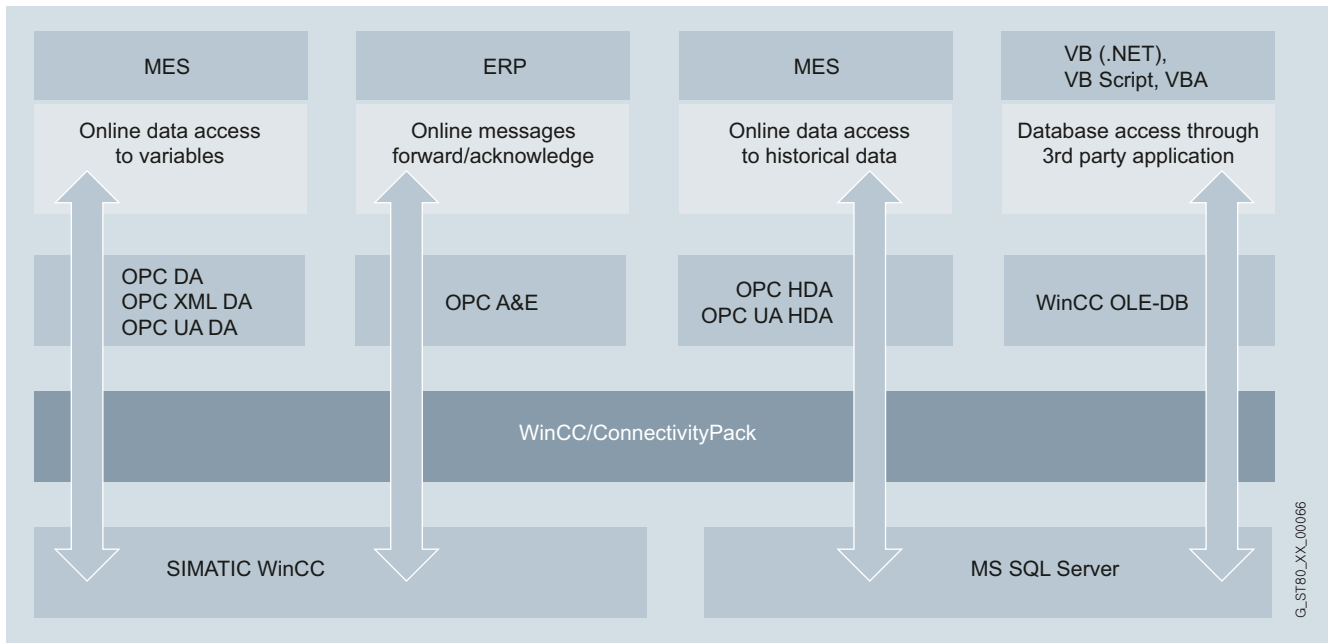 MES
ERP
MES
VB (.NET),
VB Script, VBA
Online data access
to variables
Online messages
forward/acknowledge
Online data access
to historical data
Database access through
3rd party application
OPC DA
OPC XML DA
OPC UA DA
OPC A&E
OPC HDA
OPC UA HDA
WinCC OLE-DB
WinCC/ConnectivityPack
SIMATIC WinCC
MS SQL Server
G_ST80_XX_00066